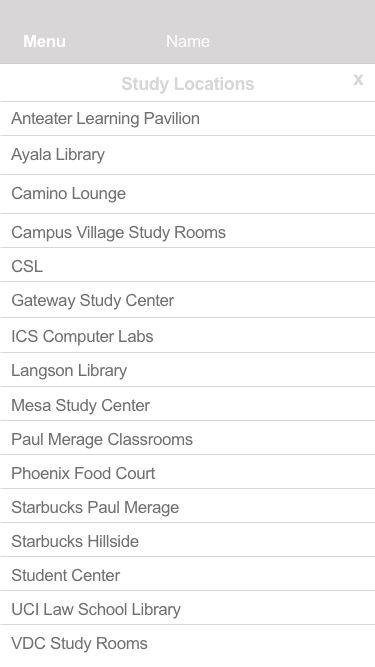 Menu Name
Study Locations x
Anteater Learning Pavilion
Ayala Library
Camino Lounge
Campus Village Study Rooms
CSL
Gateway Study Center
ICS Computer Labs
Langson Library
Mesa Study Center
Paul Merage Classrooms
Phoenix Food Court
Starbucks Paul Merage
Starbucks Hillside
Student Center
UCI Law School Library
VDC Study Rooms